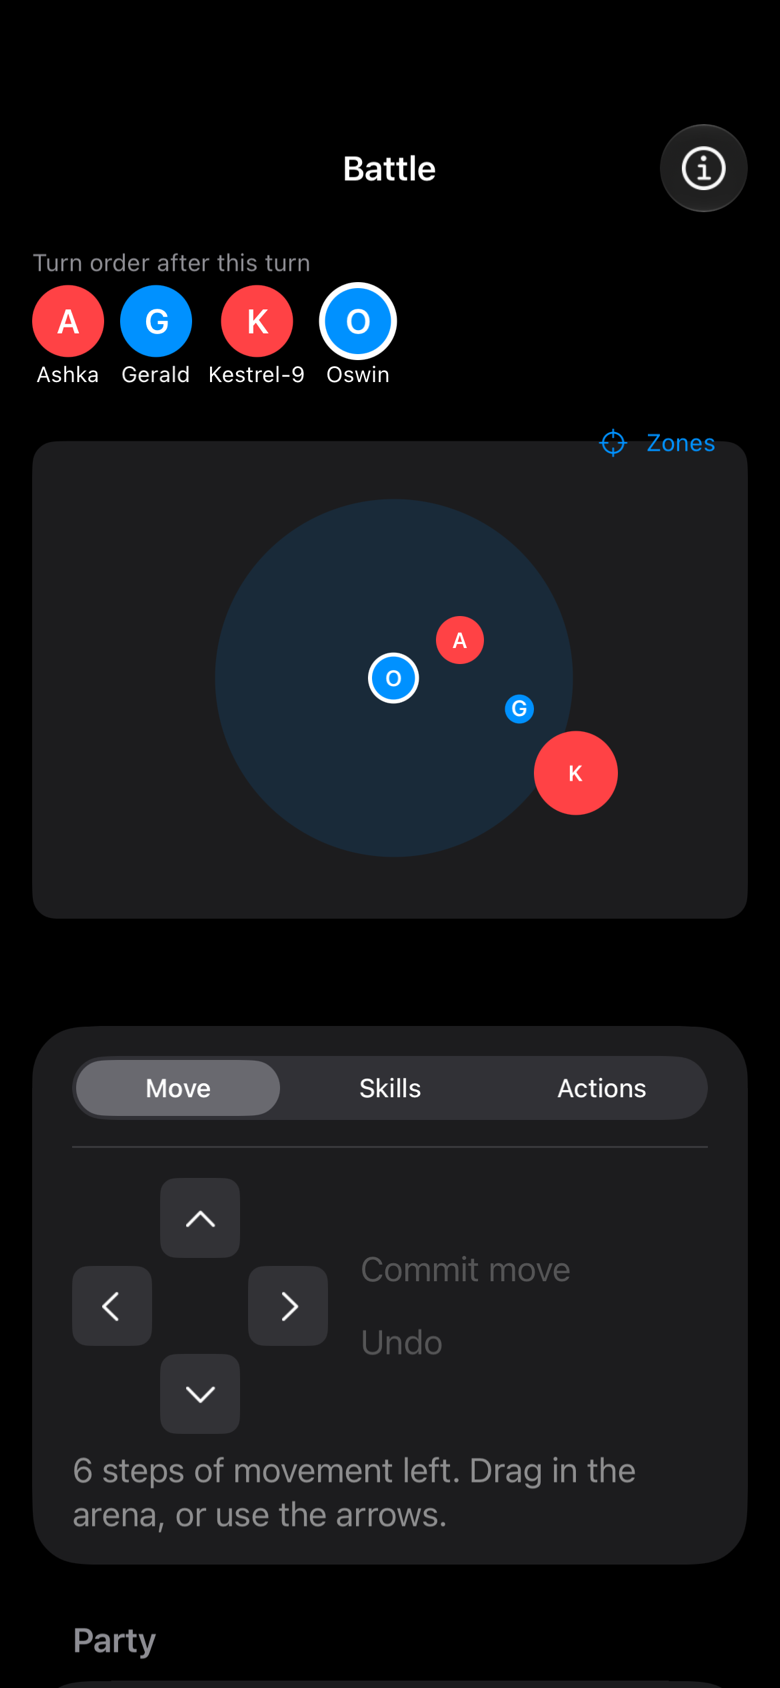 Battle
Turn order after this turn
A G K O
Ashka Gerald Kestrel-9 Oswin
Zones
A
O
G
K
Move Skills Actions
Commit move
Undo
6 steps of movement left. Drag in the
arena, or use the arrows.
Party